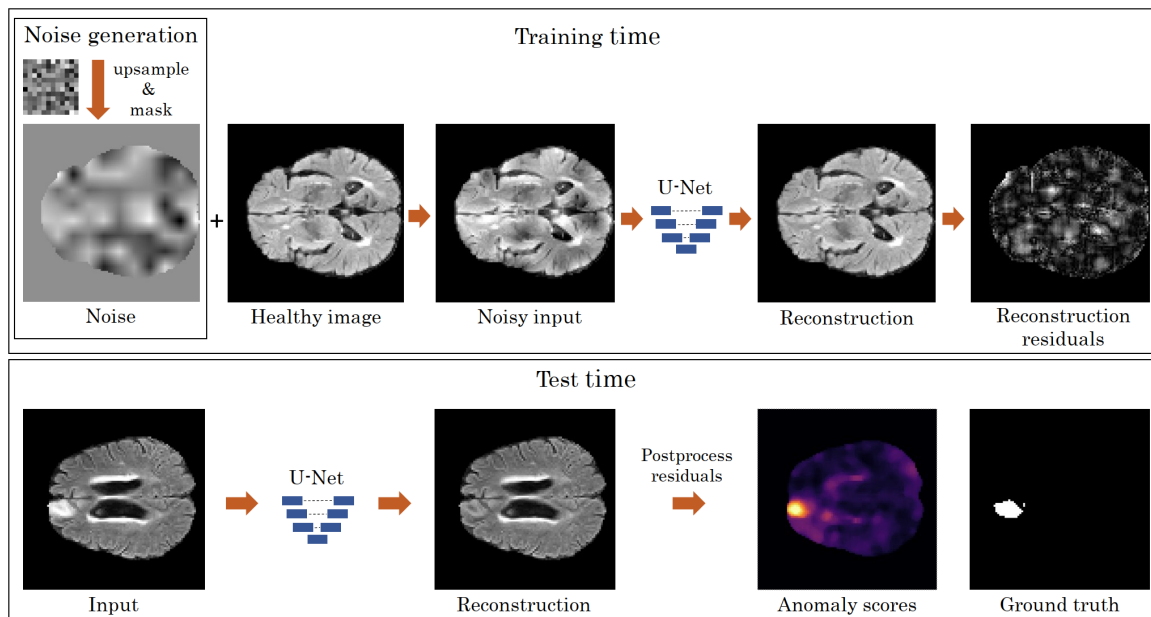 Noise generation
Training time
upsample
&
mask
+
U-Net
Noise
Healthy image
Noisy input
Reconstruction
Reconstruction
residuals
Test time
U-Net
Postprocess
residuals
Input
Reconstruction
Anomaly scores
Ground truth